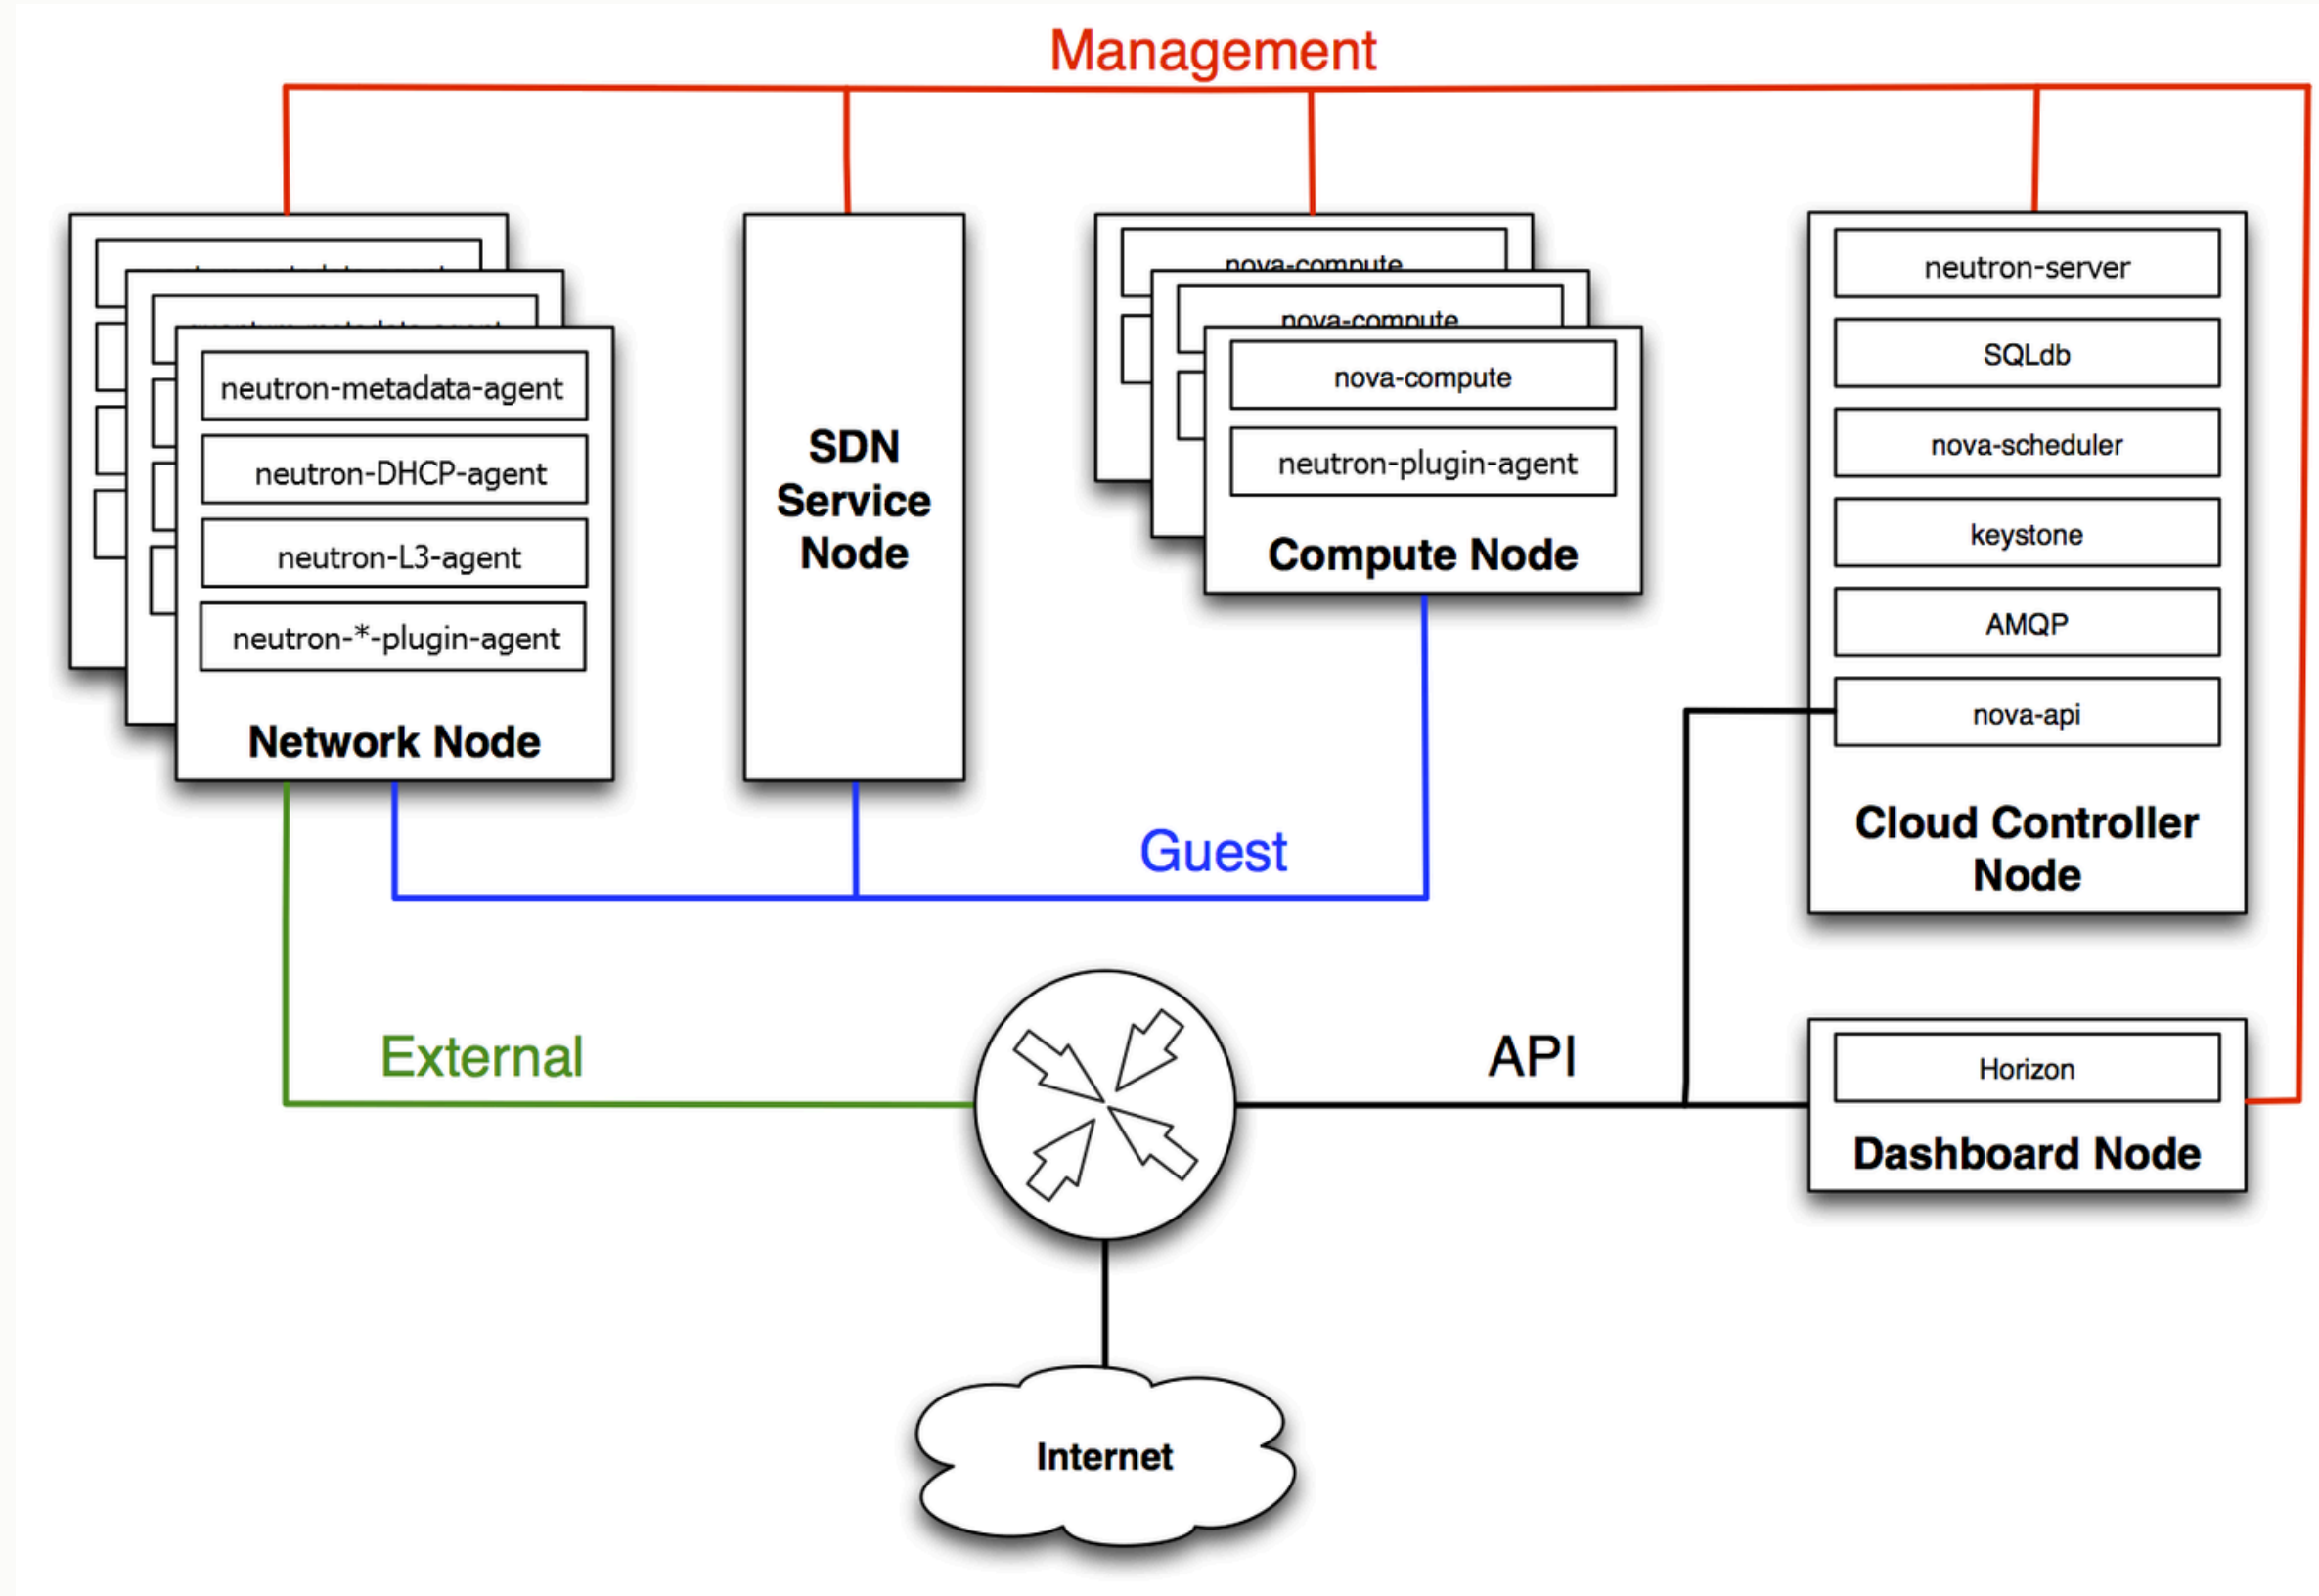 Management
neutron-metadata-agent
neutron-DHCP-agent
neutron-L3-agent
neutron-*-plugin-agent
Network Node
SDN
Service
Node
nova-compute
nova-compute
nova-compute
neutron-plugin-agent
Compute Node
neutron-server
SQLdb
nova-scheduler
keystone
AMQP
nova-api
Cloud Controller
Node
Guest
External
API
Horizon
Dashboard Node
Internet